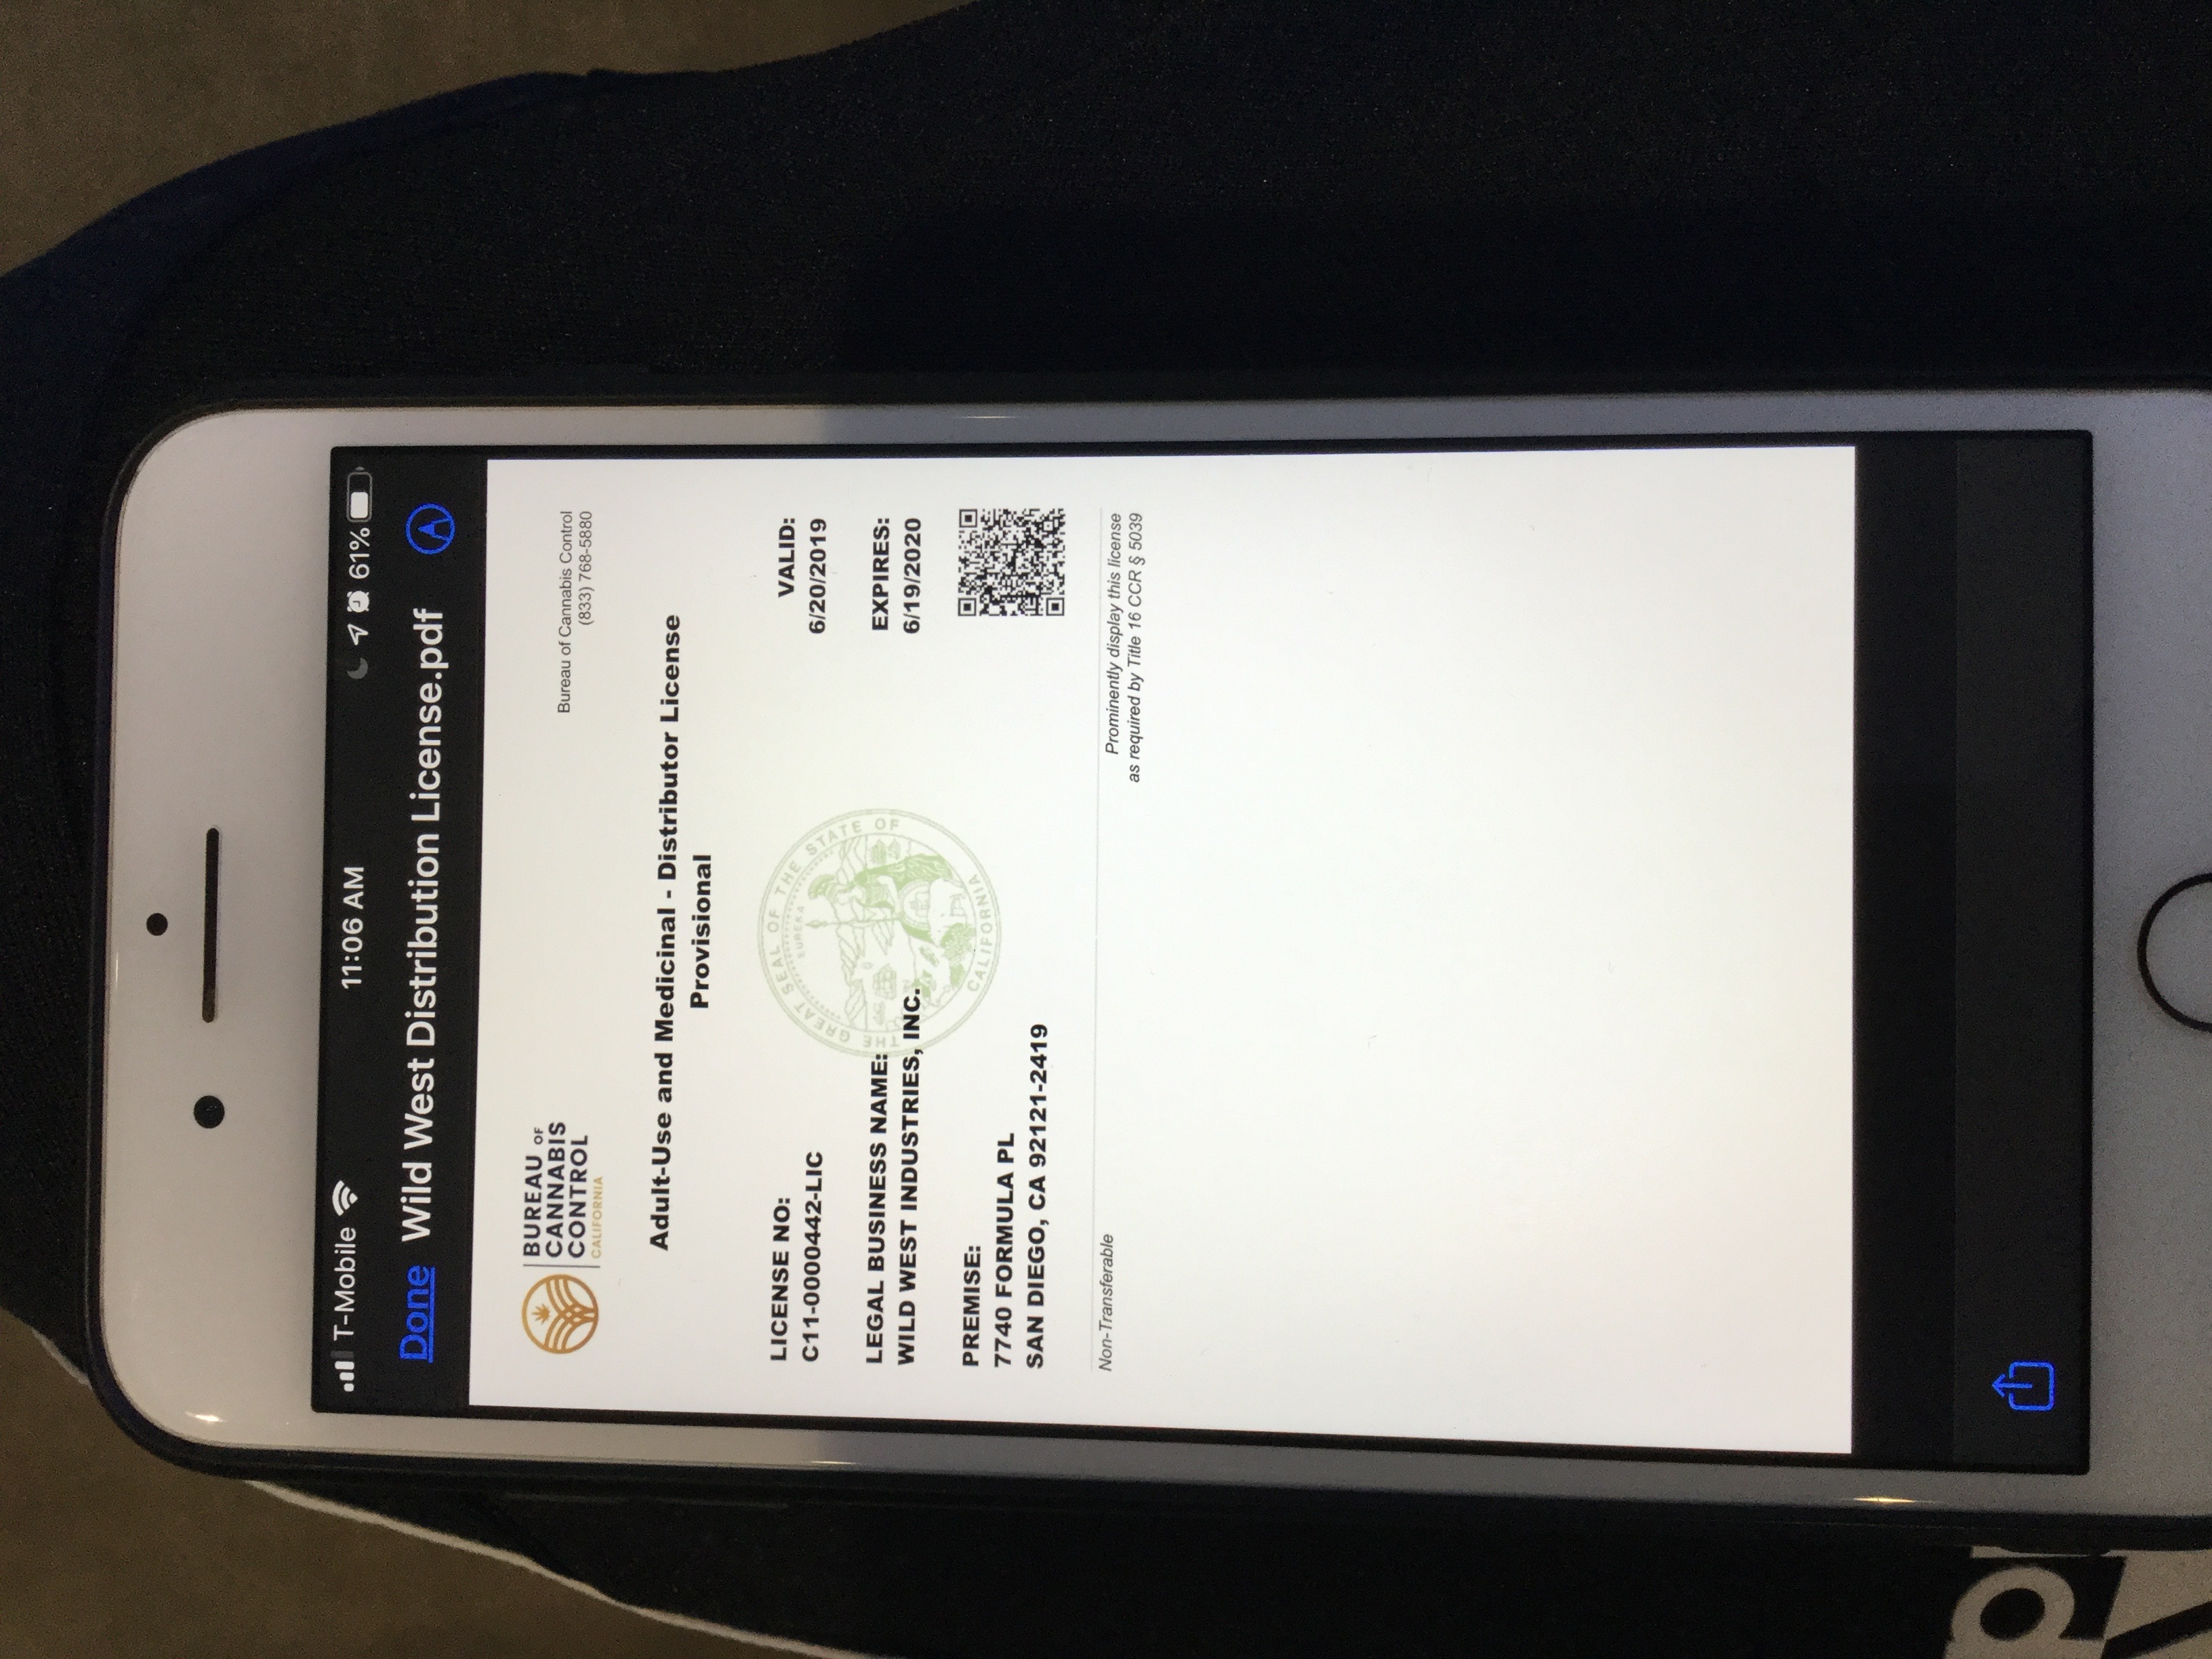 T-Mobile 11:06 AM 61%
Done Wild West Distribution License.pdf
BUREAU OF
CANNABIS
CONTROL
CALIFORNIA
Bureau of Cannabis Control
(833) 768-5880
Adult-Use and Medicinal - Distributor License
Provisional
LICENSE NO:
C11-0000442-LIC
VALID:
6/20/2019
LEGAL BUSINESS NAME:
WILD WEST INDUSTRIES, INC.
EXPIRES:
6/19/2020
THE GREAT SEAL OF THE STATE OF CALIFORNIA
EUREKA
PREMISE:
7740 FORMULA PL
SAN DIEGO, CA 92121-2419
Non-Transferable
Prominently display this license
as required by Title 16 CCR § 5039